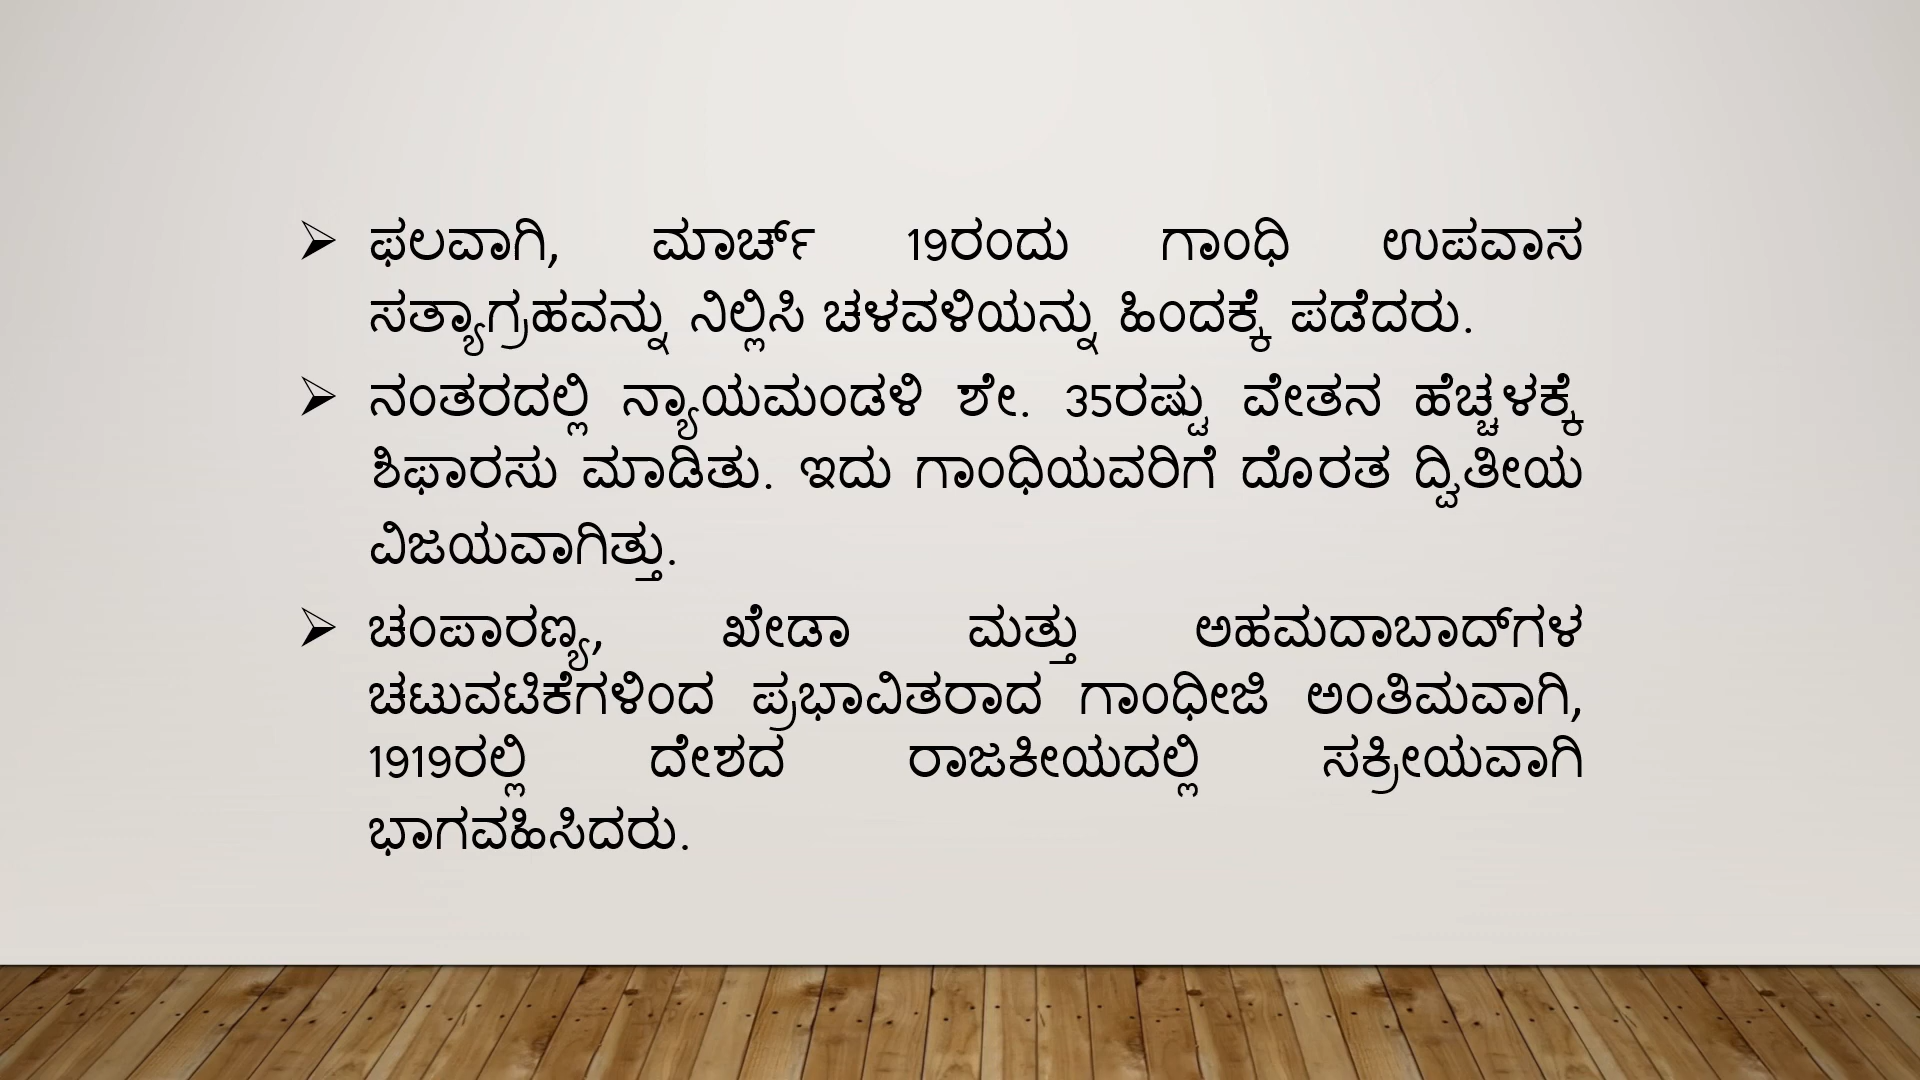 ➢ ಫಲವಾಗಿ, ಮಾರ್ಚ್ 19ರಂದು ಗಾಂಧಿ ಉಪವಾಸ
ಸತ್ಯಾಗ್ರಹವನ್ನು ನಿಲ್ಲಿಸಿ ಚಳವಳಿಯನ್ನು ಹಿಂದಕ್ಕೆ ಪಡೆದರು.
➢ ನಂತರದಲ್ಲಿ ನ್ಯಾಯಮಂಡಳಿ ಶೇ. 35ರಷ್ಟು ವೇತನ ಹೆಚ್ಚಳಕ್ಕೆ
ಶಿಫಾರಸು ಮಾಡಿತು. ಇದು ಗಾಂಧಿಯವರಿಗೆ ದೊರತ ದ್ವಿತೀಯ
ವಿಜಯವಾಗಿತ್ತು.
➢ ಚಂಪಾರಣ್ಯ, ಖೇಡಾ ಮತ್ತು ಅಹಮದಾಬಾದ್‌ಗಳ
ಚಟುವಟಿಕೆಗಳಿಂದ ಪ್ರಭಾವಿತರಾದ ಗಾಂಧೀಜಿ ಅಂತಿಮವಾಗಿ,
1919ರಲ್ಲಿ ದೇಶದ ರಾಜಕೀಯದಲ್ಲಿ ಸಕ್ರೀಯವಾಗಿ
ಭಾಗವಹಿಸಿದರು.